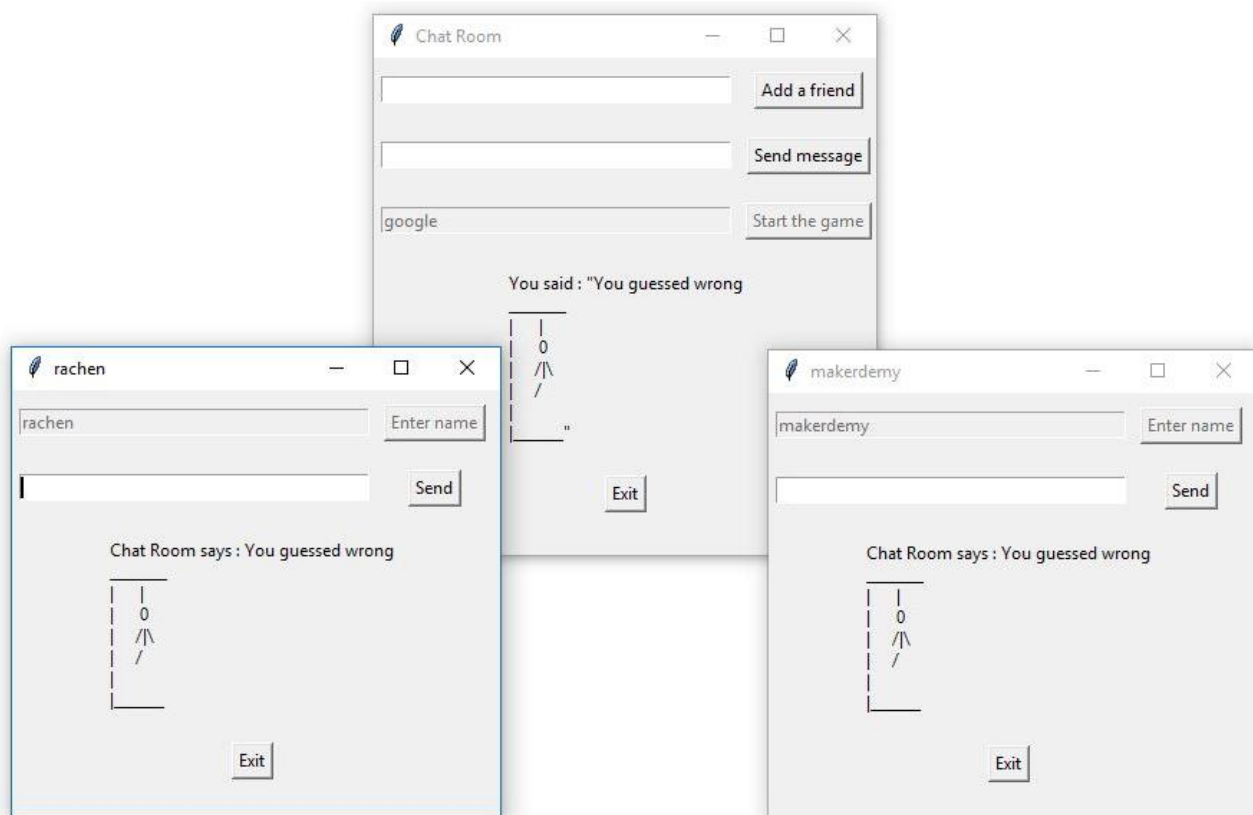 Chat Room
Add a friend
Send message
google Start the game
You said : "You guessed wrong
______
|   |
|   0
|  /|\
|  /
|
|______"
Exit
rachen
rachen Enter name
Send
Chat Room says : You guessed wrong
______
|   |
|   0
|  /|\
|  /
|
|______
Exit
makerdemy
makerdemy Enter name
Send
Chat Room says : You guessed wrong
______
|   |
|   0
|  /|\
|  /
|
|______
Exit